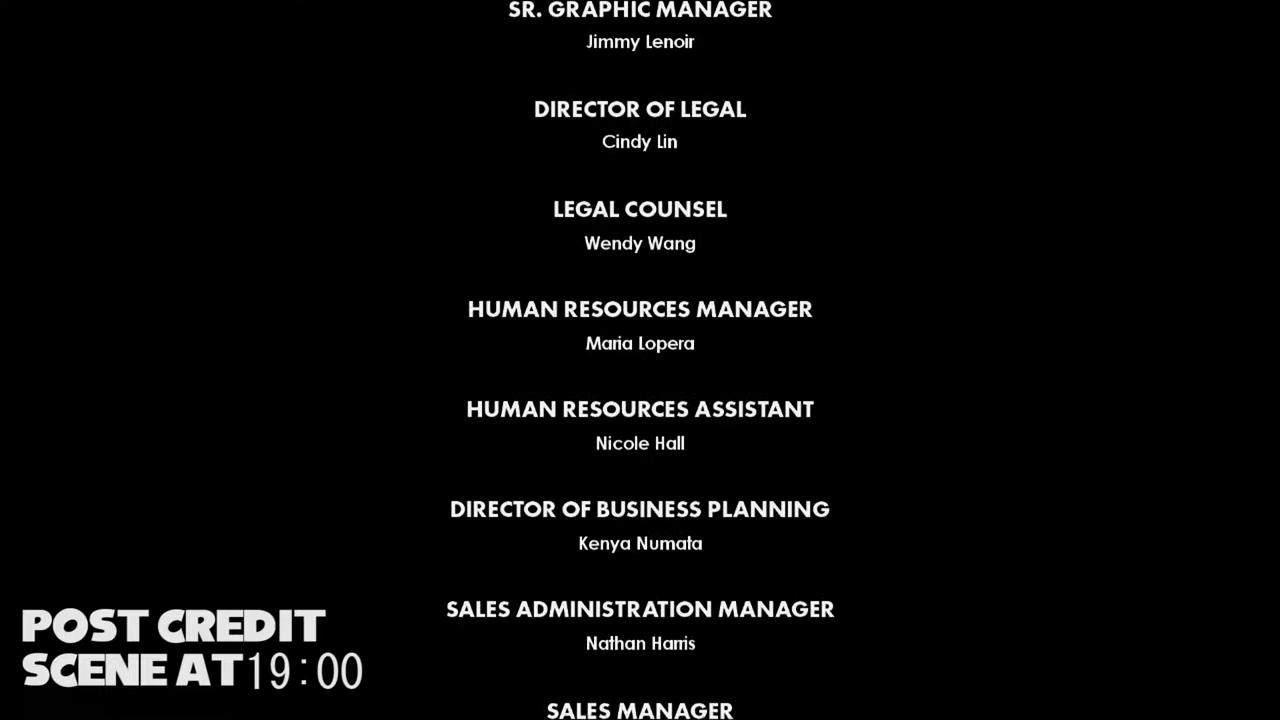 SR. GRAPHIC MANAGER
Jimmy Lenoir
DIRECTOR OF LEGAL
Cindy Lin
LEGAL COUNSEL
Wendy Wang
HUMAN RESOURCES MANAGER
Maria Lopera
HUMAN RESOURCES ASSISTANT
Nicole Hall
DIRECTOR OF BUSINESS PLANNING
Kenya Numata
SALES ADMINISTRATION MANAGER
Nathan Harris
SALES MANAGER
POST CREDIT
SCENE AT 19:00